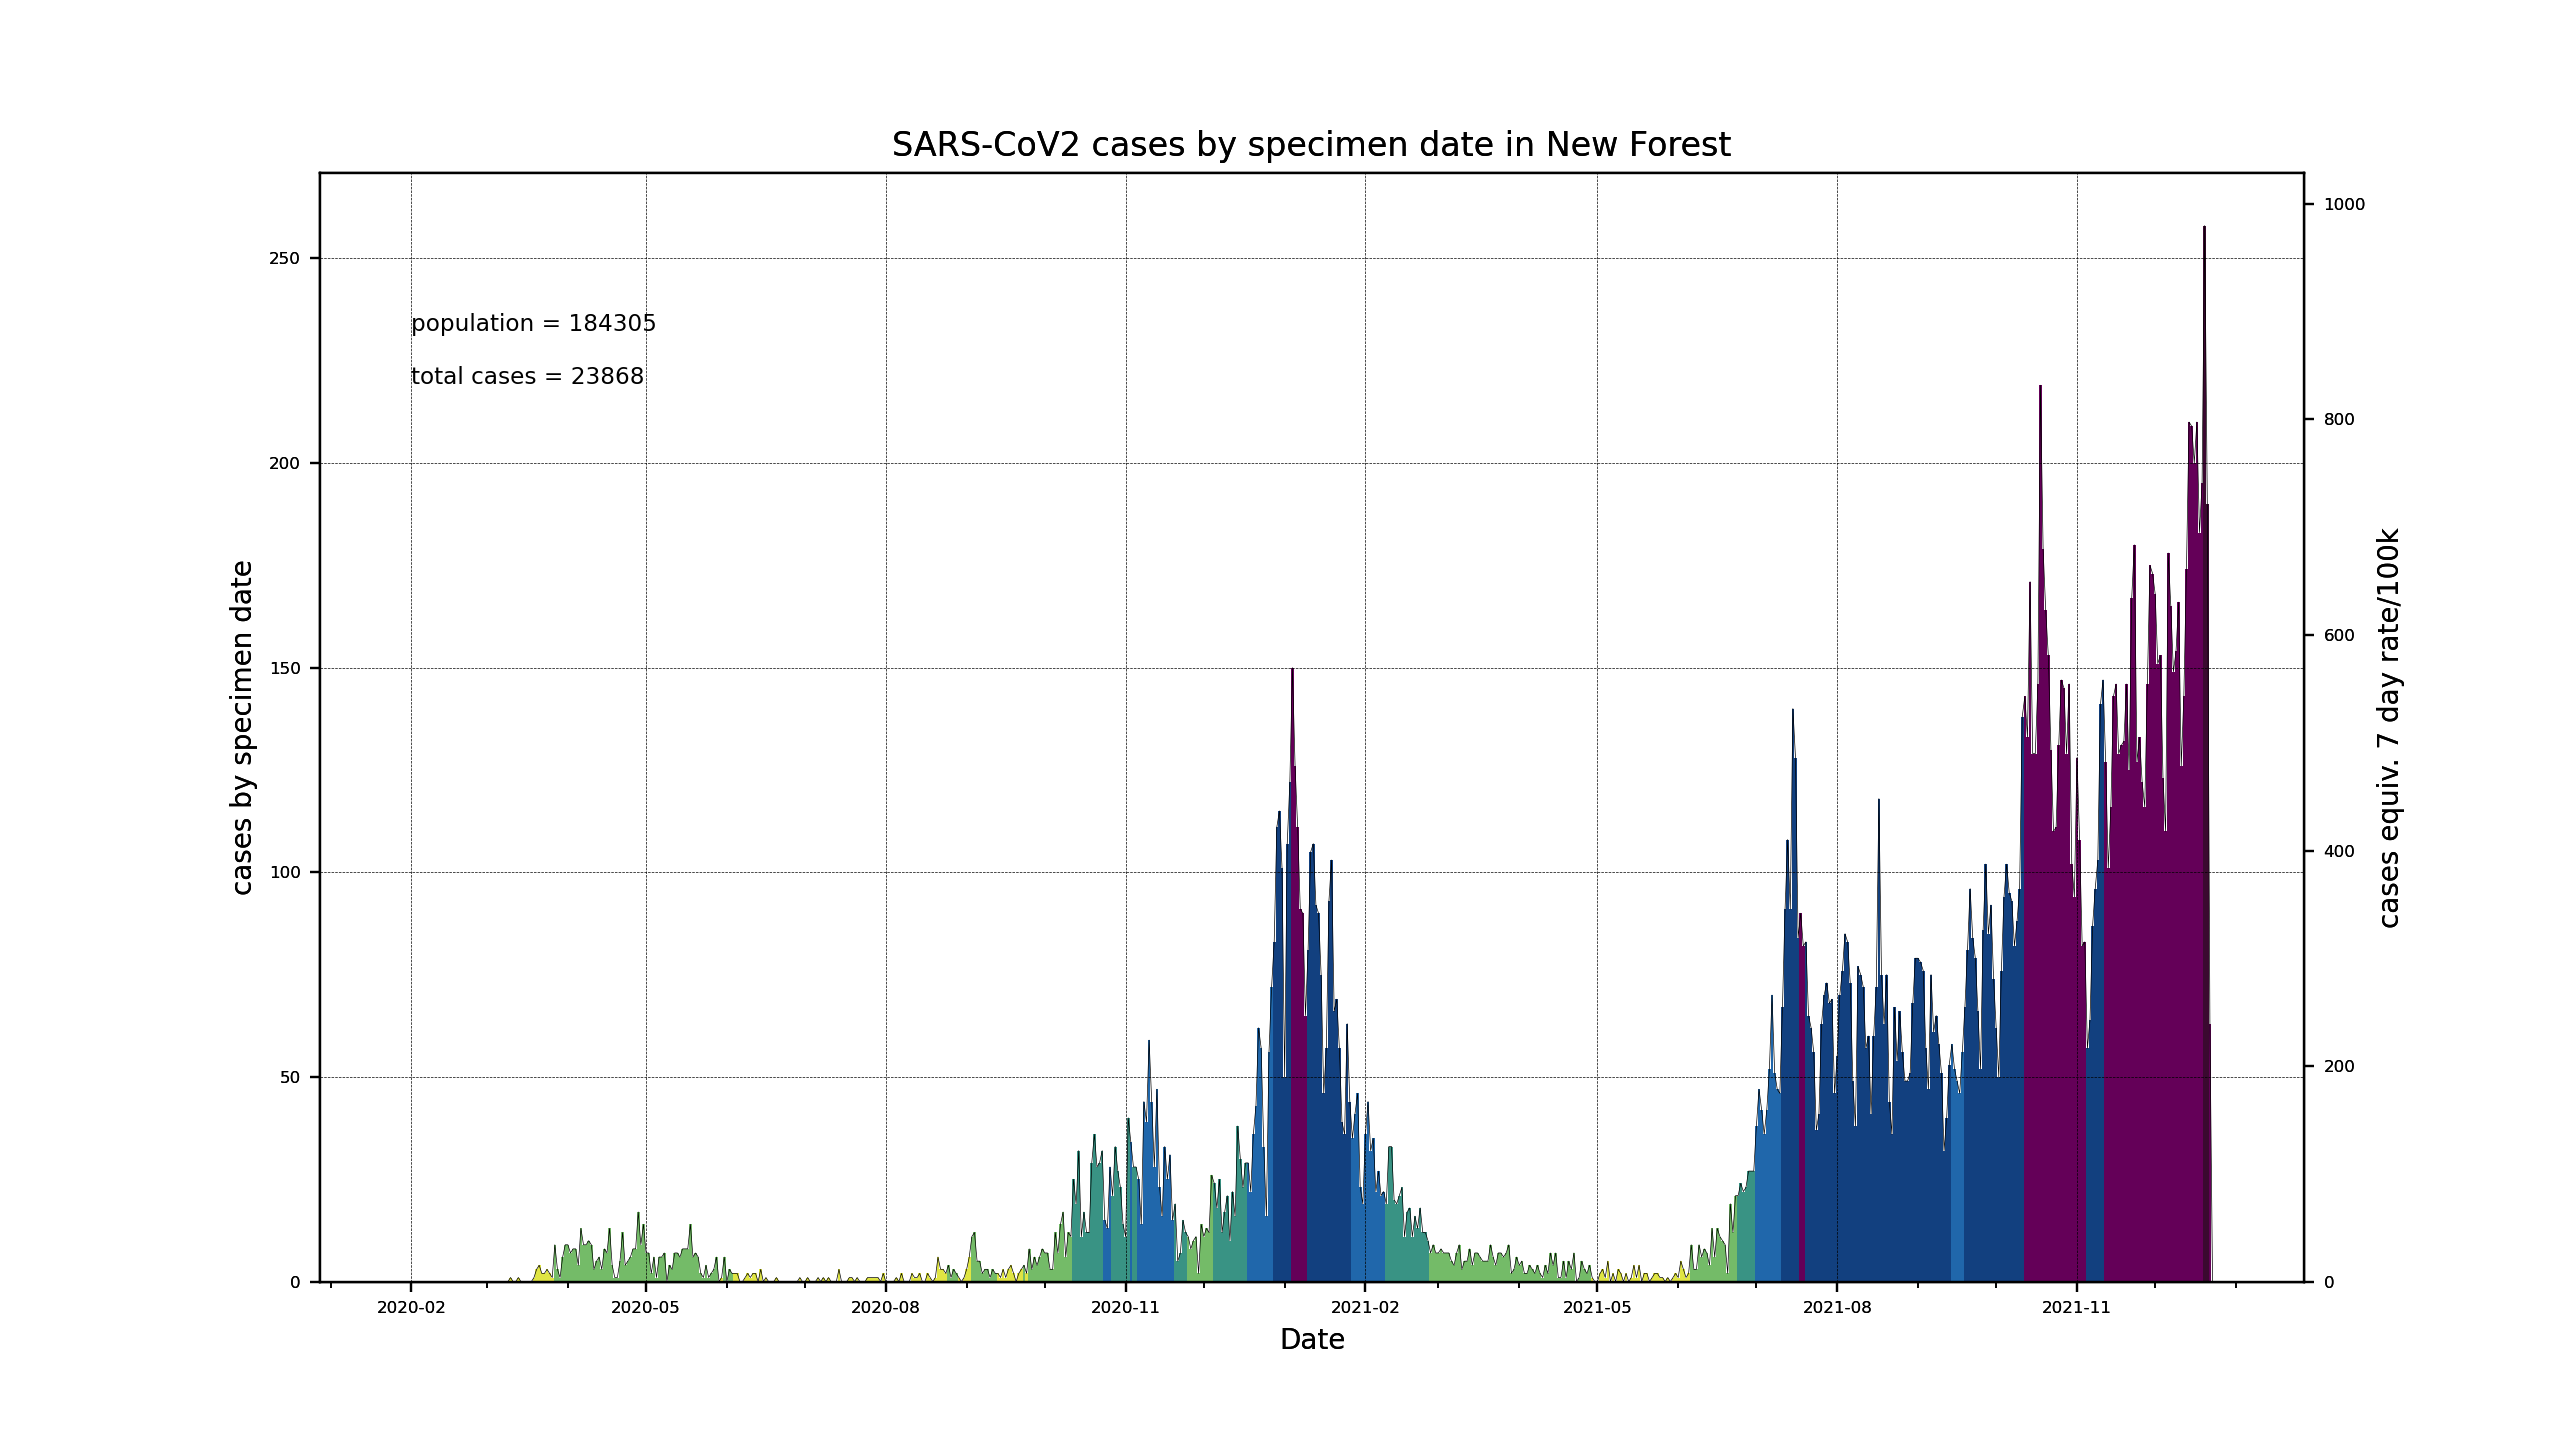 SARS-CoV2 cases by specimen date in New Forest
population = 184305
total cases = 23868
cases by specimen date
250
200
150
100
50
0
1000
800
600
400
200
0
cases equiv. 7 day rate/100k
2020-02 2020-05 2020-08 2020-11 2021-02 2021-05 2021-08 2021-11
Date